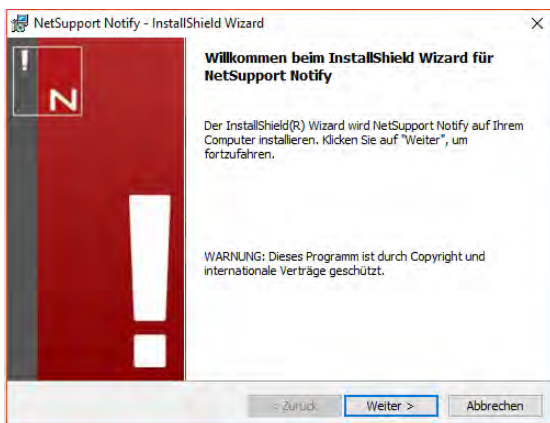 NetSupport Notify - InstallShield Wizard
!
N
Willkommen beim InstallShield Wizard für
NetSupport Notify
Der InstallShield(R) Wizard wird NetSupport Notify auf Ihrem
Computer installieren. Klicken Sie auf "Weiter", um
fortzufahren.
!
WARNUNG: Dieses Programm ist durch Copyright und
internationale Verträge geschützt.
< Zurück
Weiter >
Abbrechen